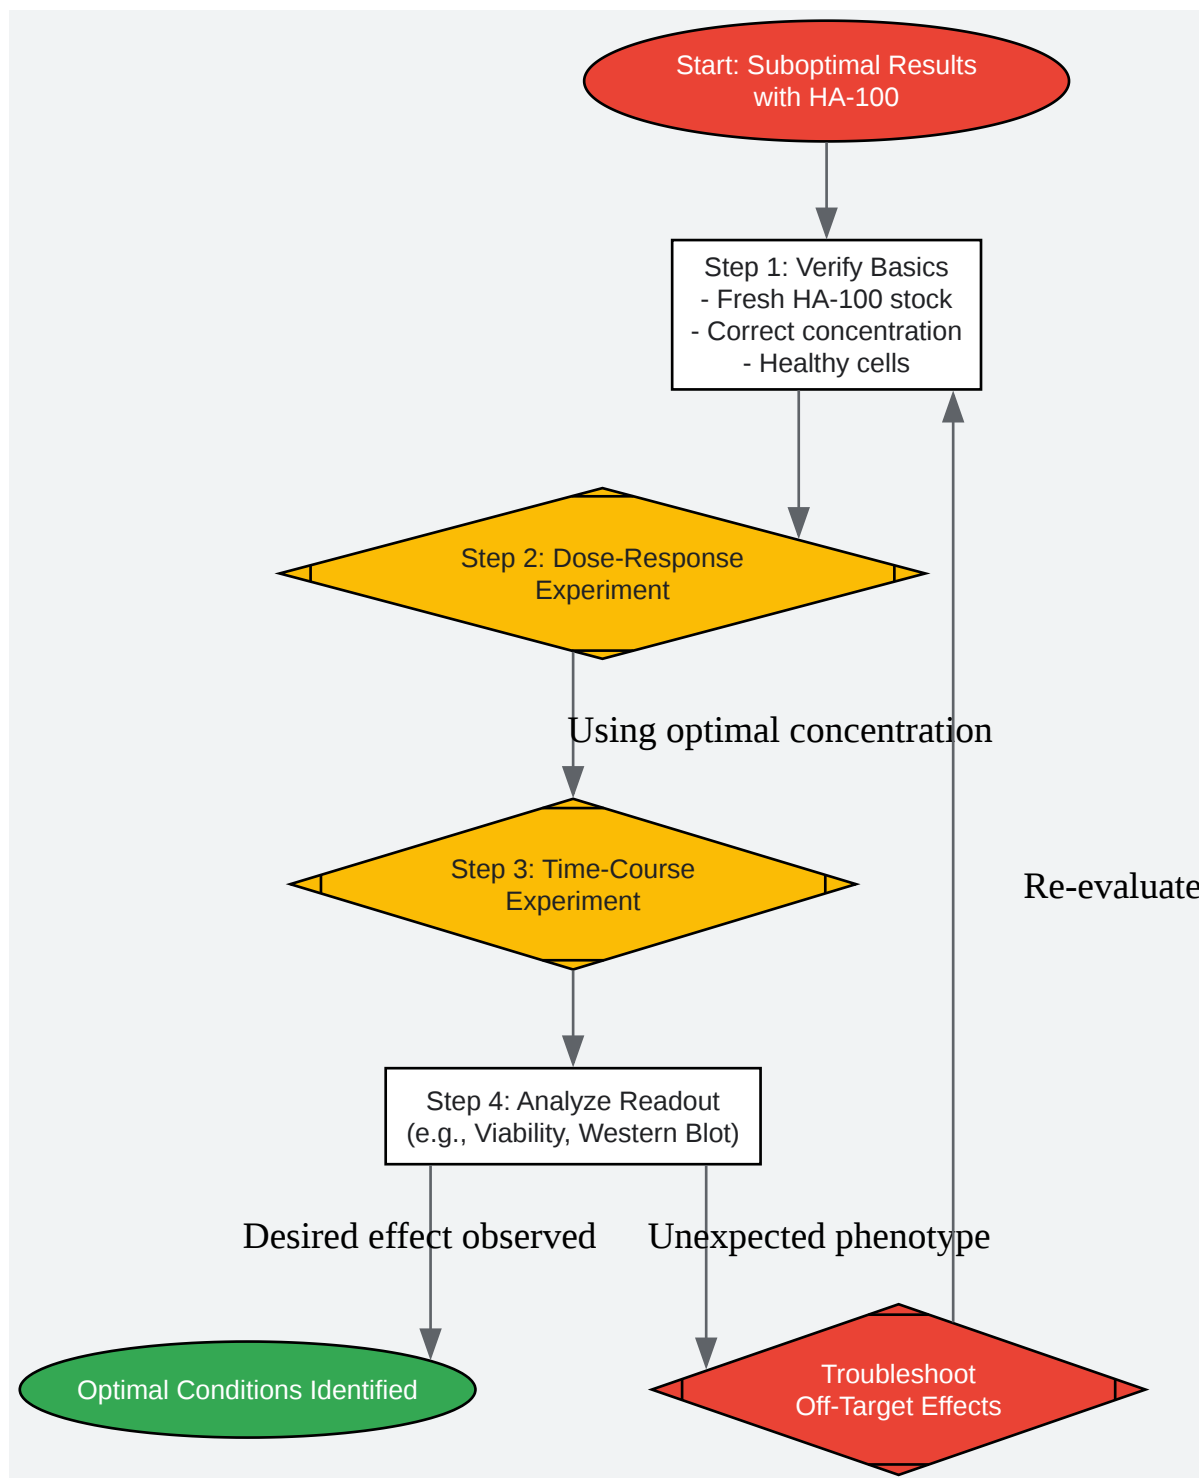 Start: Suboptimal Results
with HA-100
Step 1: Verify Basics
- Fresh HA-100 stock
- Correct concentration
- Healthy cells
Step 2: Dose-Response
Experiment
Using optimal concentration
Step 3: Time-Course
Experiment
Re-evaluate
Step 4: Analyze Readout
(e.g., Viability, Western Blot)
Desired effect observed
Unexpected phenotype
Optimal Conditions Identified
Troubleshoot
Off-Target Effects